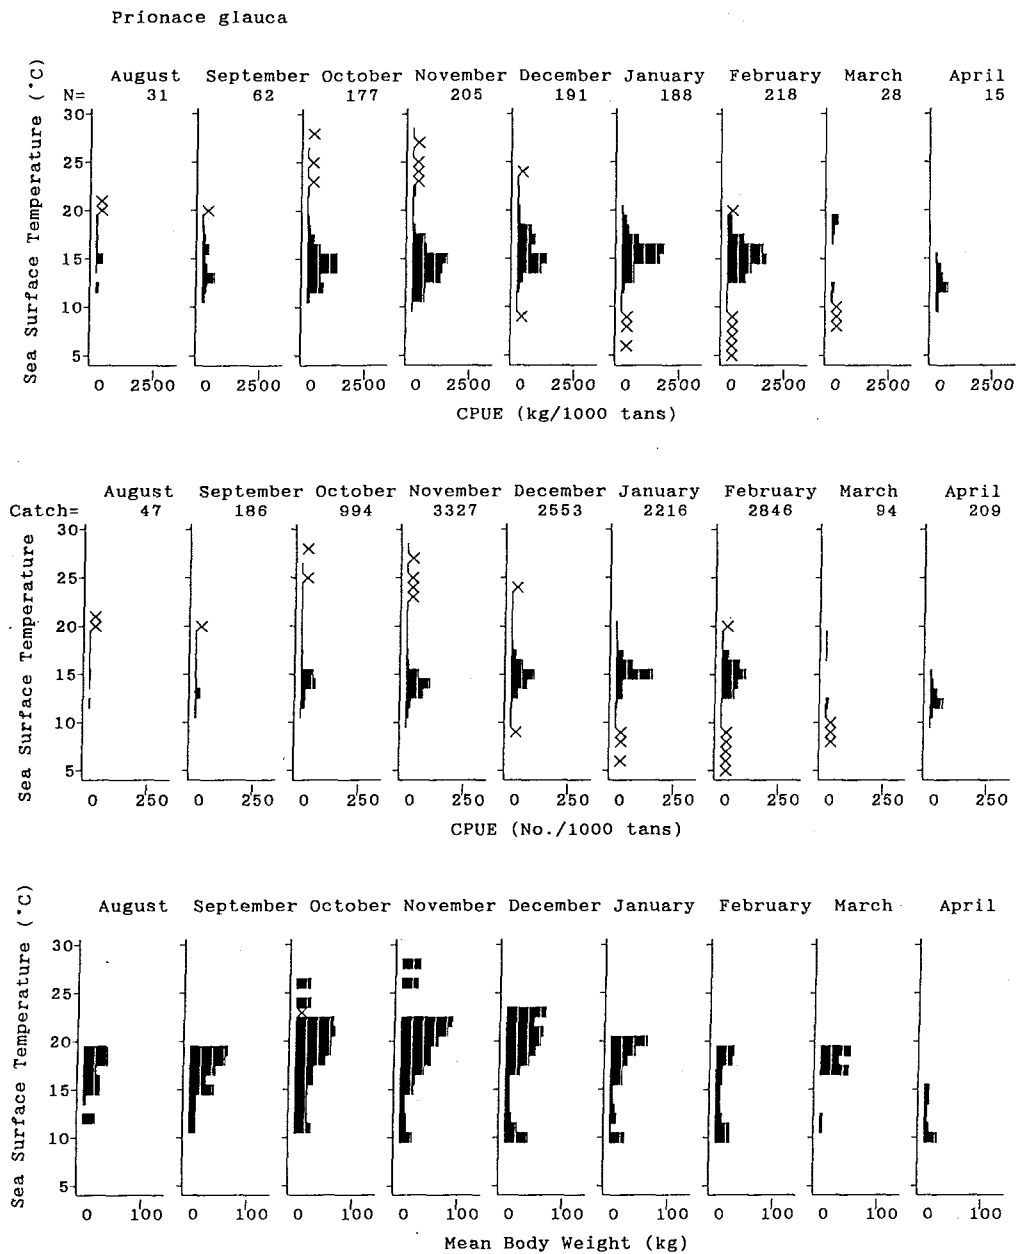 Prionace glauca
August September October November December January February March April
N= 31 62 177 205 191 188 218 28 15
Sea Surface Temperature (°C)
30
25
20
15
10
5
0 2500 0 2500 0 2500 0 2500 0 2500 0 2500 0 2500 0 2500 0 2500
CPUE (kg/1000 tans)
August September October November December January February March April
Catch= 47 186 994 3327 2553 2216 2846 94 209
Sea Surface Temperature
30
25
20
15
10
5
0 250 0 250 0 250 0 250 0 250 0 250 0 250 0 250 0 250
CPUE (No./1000 tans)
August September October November December January February March April
Sea Surface Temperature (°C)
30
25
20
15
10
5
0 100 0 100 0 100 0 100 0 100 0 100 0 100 0 100 0 100
Mean Body Weight (kg)